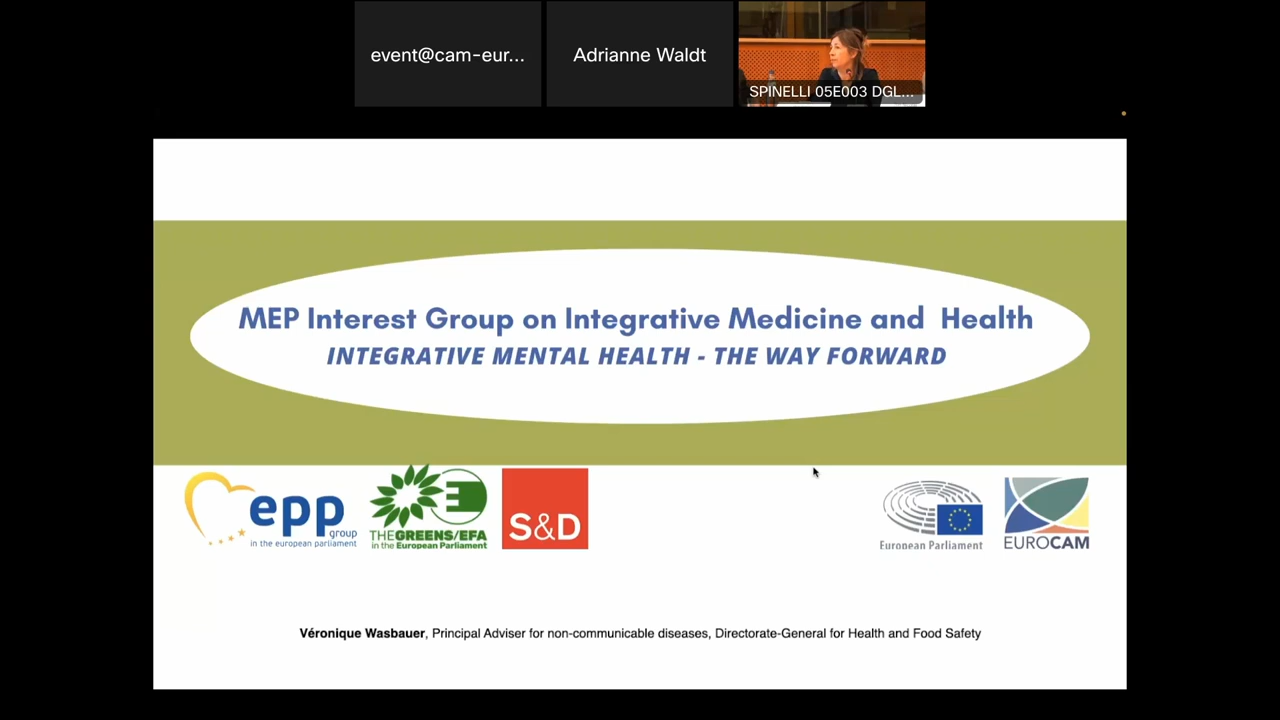 event@cam-eur...
Adrianne Waldt
SPINELLI 05E003 DGL...
MEP Interest Group on Integrative Medicine and Health
INTEGRATIVE MENTAL HEALTH - THE WAY FORWARD
epp group
in the european parliament
THE GREENS/EFA
in the European Parliament
S&D
European Parliament
EUROCAM
Véronique Wasbauer, Principal Adviser for non-communicable diseases, Directorate-General for Health and Food Safety